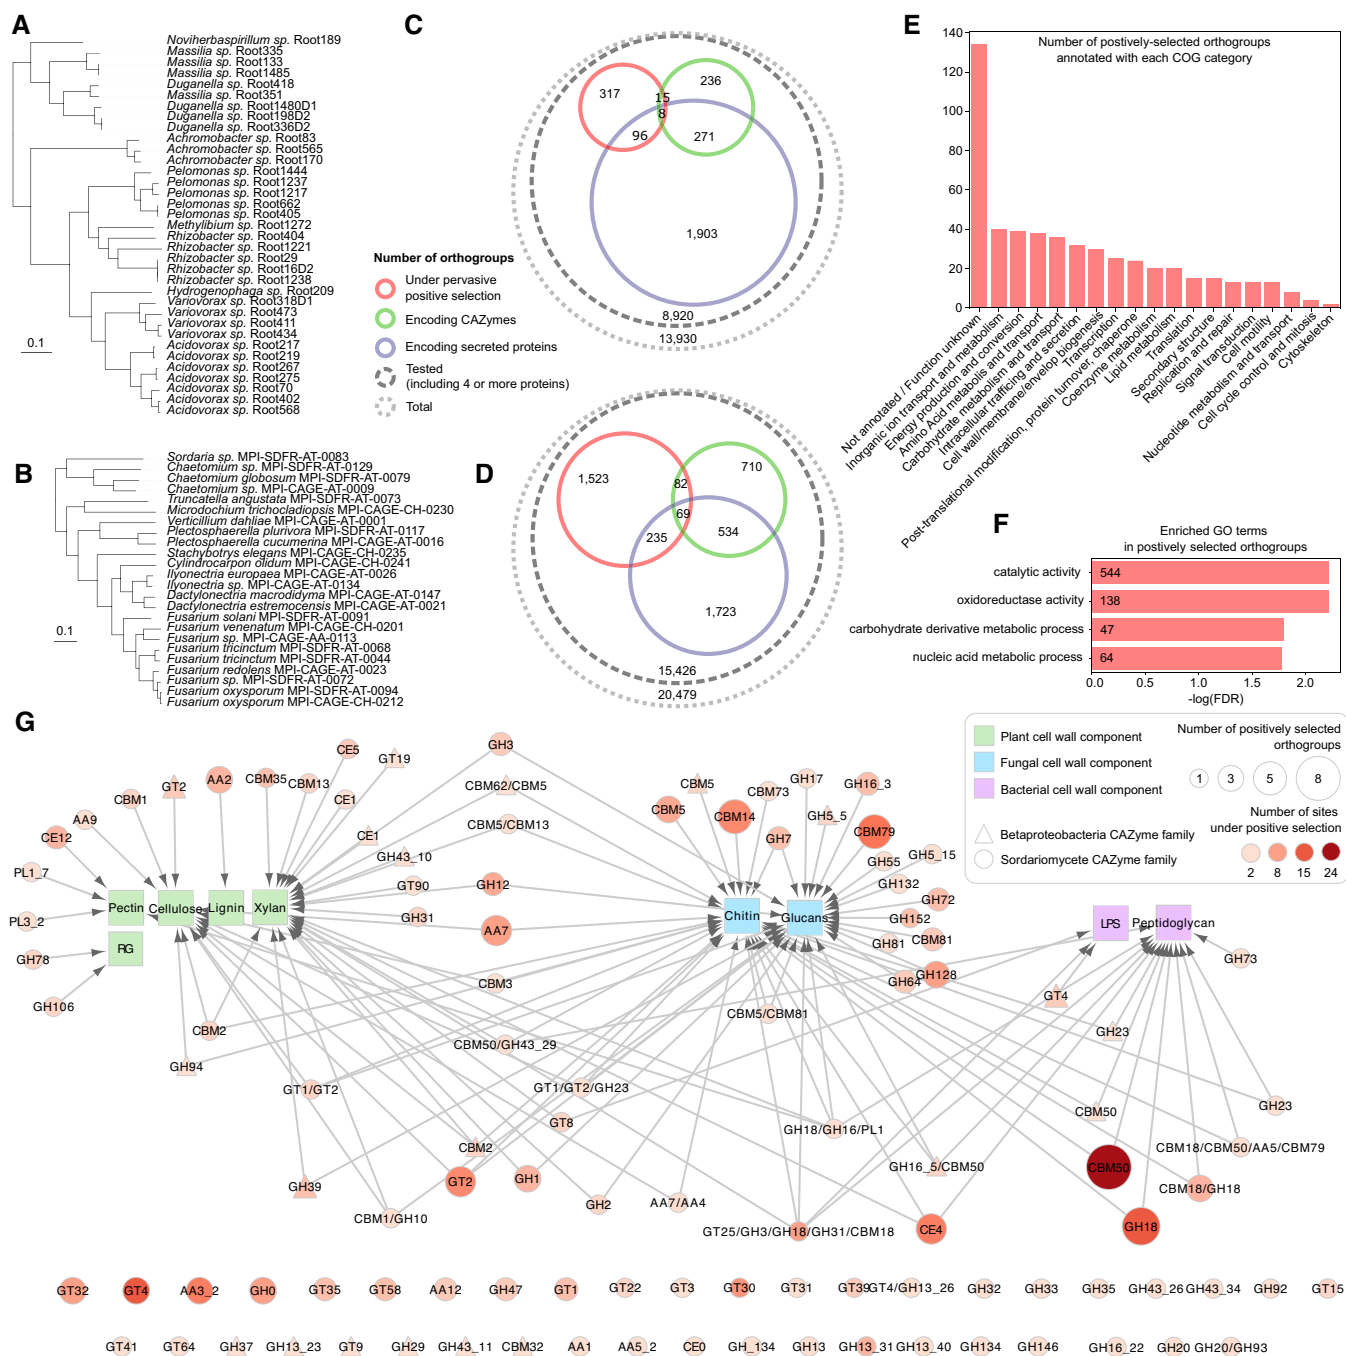 A
Noviherbaspirillum sp. Root189
Massilia sp. Root335
Massilia sp. Root133
Massilia sp. Root1485
Duganella sp. Root418
Massilia sp. Root351
Duganella sp. Root1480D1
Duganella sp. Root198D2
Duganella sp. Root336D2
Achromobacter sp. Root83
Achromobacter sp. Root565
Achromobacter sp. Root170
Pelomonas sp. Root1444
Pelomonas sp. Root1237
Pelomonas sp. Root1217
Pelomonas sp. Root662
Pelomonas sp. Root405
Methylibium sp. Root1272
Rhizobacter sp. Root404
Rhizobacter sp. Root1221
Rhizobacter sp. Root29
Rhizobacter sp. Root16D2
Rhizobacter sp. Root1238
Hydrogenophaga sp. Root209
Variovorax sp. Root318D1
Variovorax sp. Root473
Variovorax sp. Root411
Variovorax sp. Root434
Acidovorax sp. Root217
Acidovorax sp. Root219
Acidovorax sp. Root267
Acidovorax sp. Root275
Acidovorax sp. Root70
Acidovorax sp. Root402
Acidovorax sp. Root568
0.1
B
Sordaria sp. MPI-SDFR-AT-0083
Chaetomium sp. MPI-SDFR-AT-0129
Chaetomium globosum MPI-SDFR-AT-0079
Chaetomium sp. MPI-CAGE-AT-0009
Truncatella angustata MPI-SDFR-AT-0073
Microdochium trichocladiopsis MPI-CAGE-CH-0230
Verticillium dahliae MPI-CAGE-AT-0001
Plectosphaerella plurivora MPI-SDFR-AT-0117
Plectosphaerella cucumerina MPI-CAGE-AT-0016
Stachybotrys elegans MPI-CAGE-CH-0235
Cylindrocarpon olidum MPI-CAGE-CH-0241
Ilyonectria europaea MPI-CAGE-AT-0026
Ilyonectria sp. MPI-CAGE-AT-0134
Dactylonectria macrodidyma MPI-CAGE-AT-0147
Dactylonectria estremocensis MPI-CAGE-AT-0021
Fusarium solani MPI-SDFR-AT-0091
Fusarium venenatum MPI-CAGE-CH-0201
Fusarium sp. MPI-CAGE-AA-0113
Fusarium tricinctum MPI-SDFR-AT-0068
Fusarium tricinctum MPI-SDFR-AT-0044
Fusarium redolens MPI-CAGE-AT-0023
Fusarium sp. MPI-SDFR-AT-0072
Fusarium oxysporum MPI-SDFR-AT-0094
Fusarium oxysporum MPI-CAGE-CH-0212
0.1
C
317
15
8
236
96
271
1,903
8,920
13,930
Number of orthogroups
Under pervasive
positive selection
Encoding CAZymes
Encoding secreted proteins
Tested
(including 4 or more proteins)
Total
D
1,523
82
710
69
235
534
1,723
15,426
20,479
E
Number of postively-selected orthogroups
annotated with each COG category
140
120
100
80
60
40
20
0
Not annotated / Function unknown
Inorganic ion transport and metabolism
Energy production and conversion
Amino Acid metabolis and transport
Carbohydrate metabolism and transport
Intracellular trafficing and secretion
Cell wall/membrane/envelop biogenesis
Transcription
Post-translational modification, protein turnover, chaperone
Coenzyme metabolism
Lipid metabolism
Translation
Secondary structure
Replication and repair
Signal transduction
Cell motility
Nucleotide metabolism and transport
Cell cycle control and mitosis
Cytoskeleton
F
Enriched GO terms
in postively selected orthogroups
catalytic activity 544
oxidoreductase activity 138
carbohydrate derivative metabolic process 47
nucleic acid metabolic process 64
0.0 0.5 1.0 1.5 2.0
-log(FDR)
G
Plant cell wall component
Fungal cell wall component
Bacterial cell wall component
Betaproteobacteria CAZyme family
Sordariomycete CAZyme family
Number of positively selected
orthogroups
1 3 5 8
Number of sites
under positive selection
2 8 15 24
CE5
GT19
GH3
AA2
CBM35
CBM13
GT2
CBM1
CE1
AA9
CE12
CE1
PL1_7
GH43_10
CBM62/CBM5
CBM5/CBM13
GT90
GH12
PL3_2
GH31
AA7
GH78
GH106
Pectin
Cellulose
Lignin
Xylan
RG
CBM5
CBM73
GH17
GH16_3
CBM5
CBM14
GH5_5
GH7
CBM79
GH55
GH5_15
GH132
GH72
GH152
GH81
CBM81
GH64
GH128
Chitin
Glucans
LPS
Peptidoglycan
GH73
GT4
GH23
CBM3
CBM2
CBM5/CBM81
CBM50/GH43_29
GH94
GT1/GT2
GT1/GT2/GH23
GT8
GH18/GH16/PL1
CBM50
GH23
CBM2
GT2
GH1
GH39
CBM1/GH10
GH2
AA7/AA4
GH16_5/CBM50
CBM18/CBM50/AA5/CBM79
CBM50
CBM18/GH18
GT25/GH3/GH18/GH31/CBM18
CE4
GH18
GT32 GT4 AA3_2 GH0 GT35 GT58 AA12 GH47 GT1 GT22 GT3 GT30 GT31 GT39 GT4/GH13_26 GH32 GH33 GH35 GH43_26 GH43_34 GH92 GT15
GT41 GT64 GH37 GH13_23 GT9 GH29 GH43_11 CBM32 AA1 AA5_2 CE0 GH_134 GH13 GH13_31 GH13_40 GH134 GH146 GH16_22 GH20 GH20/GH93